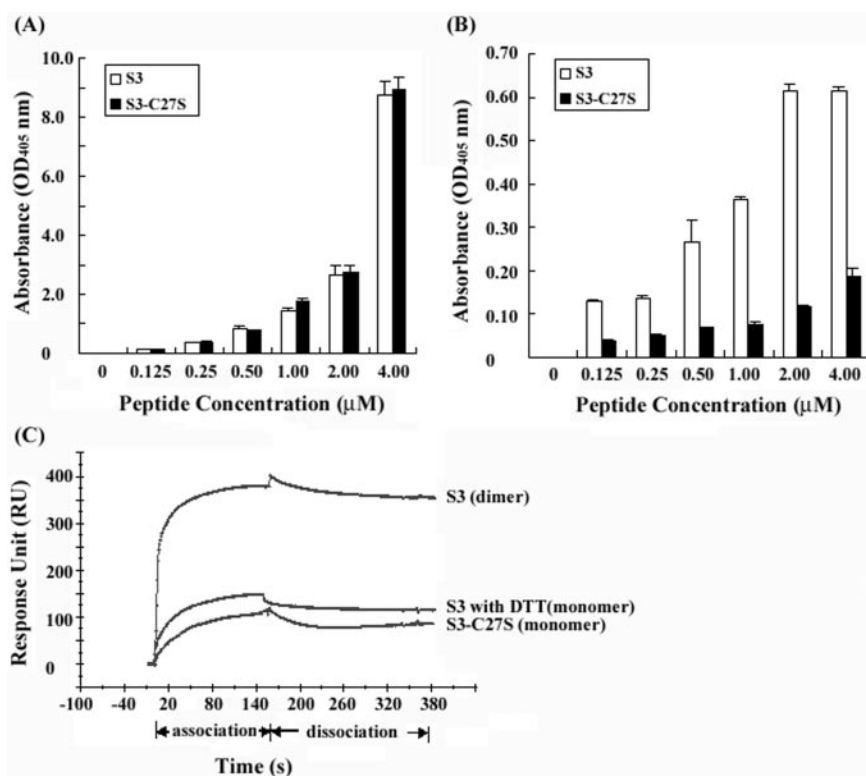 (A)
S3
S3-C27S
Absorbance (OD405 nm)
10.0
8.0
6.0
4.0
2.0
0
0 0.125 0.25 0.50 1.00 2.00 4.00
Peptide Concentration (μM)
(B)
S3
S3-C27S
Absorbance (OD405 nm)
0.70
0.60
0.50
0.40
0.30
0.20
0.10
0
0 0.125 0.25 0.50 1.00 2.00 4.00
Peptide Concentration (μM)
(C)
Response Unit (RU)
400
300
200
100
0
S3 (dimer)
S3 with DTT(monomer)
S3-C27S (monomer)
-100 -40 20 80 140 200 260 320 380
association dissociation
Time (s)